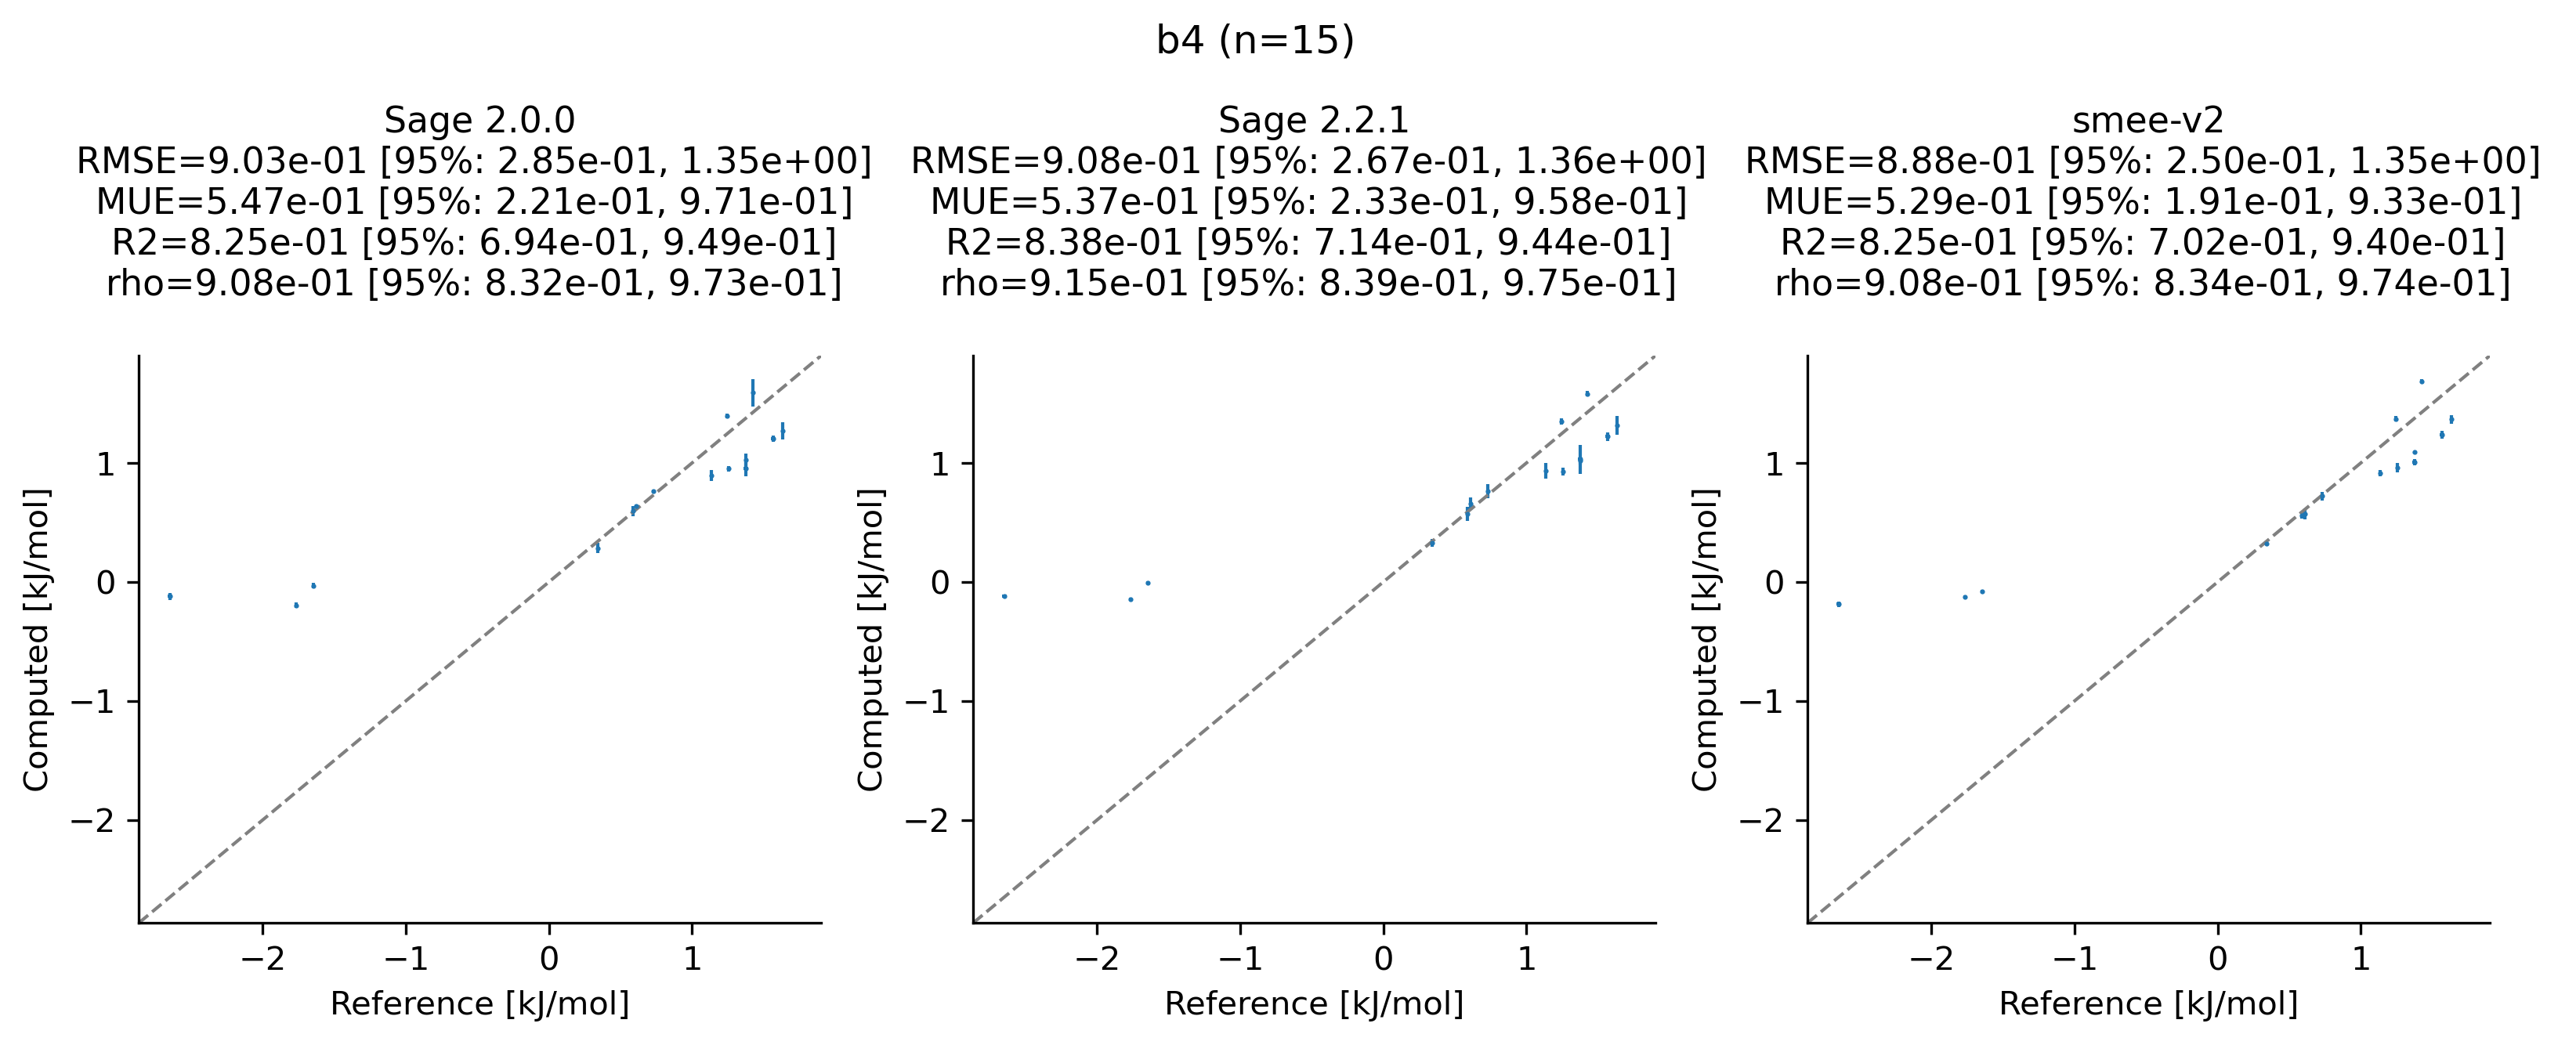 b4 (n=15)
Sage 2.0.0
RMSE=9.03e-01 [95%: 2.85e-01, 1.35e+00]
MUE=5.47e-01 [95%: 2.21e-01, 9.71e-01]
R2=8.25e-01 [95%: 6.94e-01, 9.49e-01]
rho=9.08e-01 [95%: 8.32e-01, 9.73e-01]
1
0
−1
−2
Computed [kJ/mol]
−2 −1 0 1
Reference [kJ/mol]
Sage 2.2.1
RMSE=9.08e-01 [95%: 2.67e-01, 1.36e+00]
MUE=5.37e-01 [95%: 2.33e-01, 9.58e-01]
R2=8.38e-01 [95%: 7.14e-01, 9.44e-01]
rho=9.15e-01 [95%: 8.39e-01, 9.75e-01]
1
0
−1
−2
Computed [kJ/mol]
−2 −1 0 1
Reference [kJ/mol]
smee-v2
RMSE=8.88e-01 [95%: 2.50e-01, 1.35e+00]
MUE=5.29e-01 [95%: 1.91e-01, 9.33e-01]
R2=8.25e-01 [95%: 7.02e-01, 9.40e-01]
rho=9.08e-01 [95%: 8.34e-01, 9.74e-01]
1
0
−1
−2
Computed [kJ/mol]
−2 −1 0 1
Reference [kJ/mol]